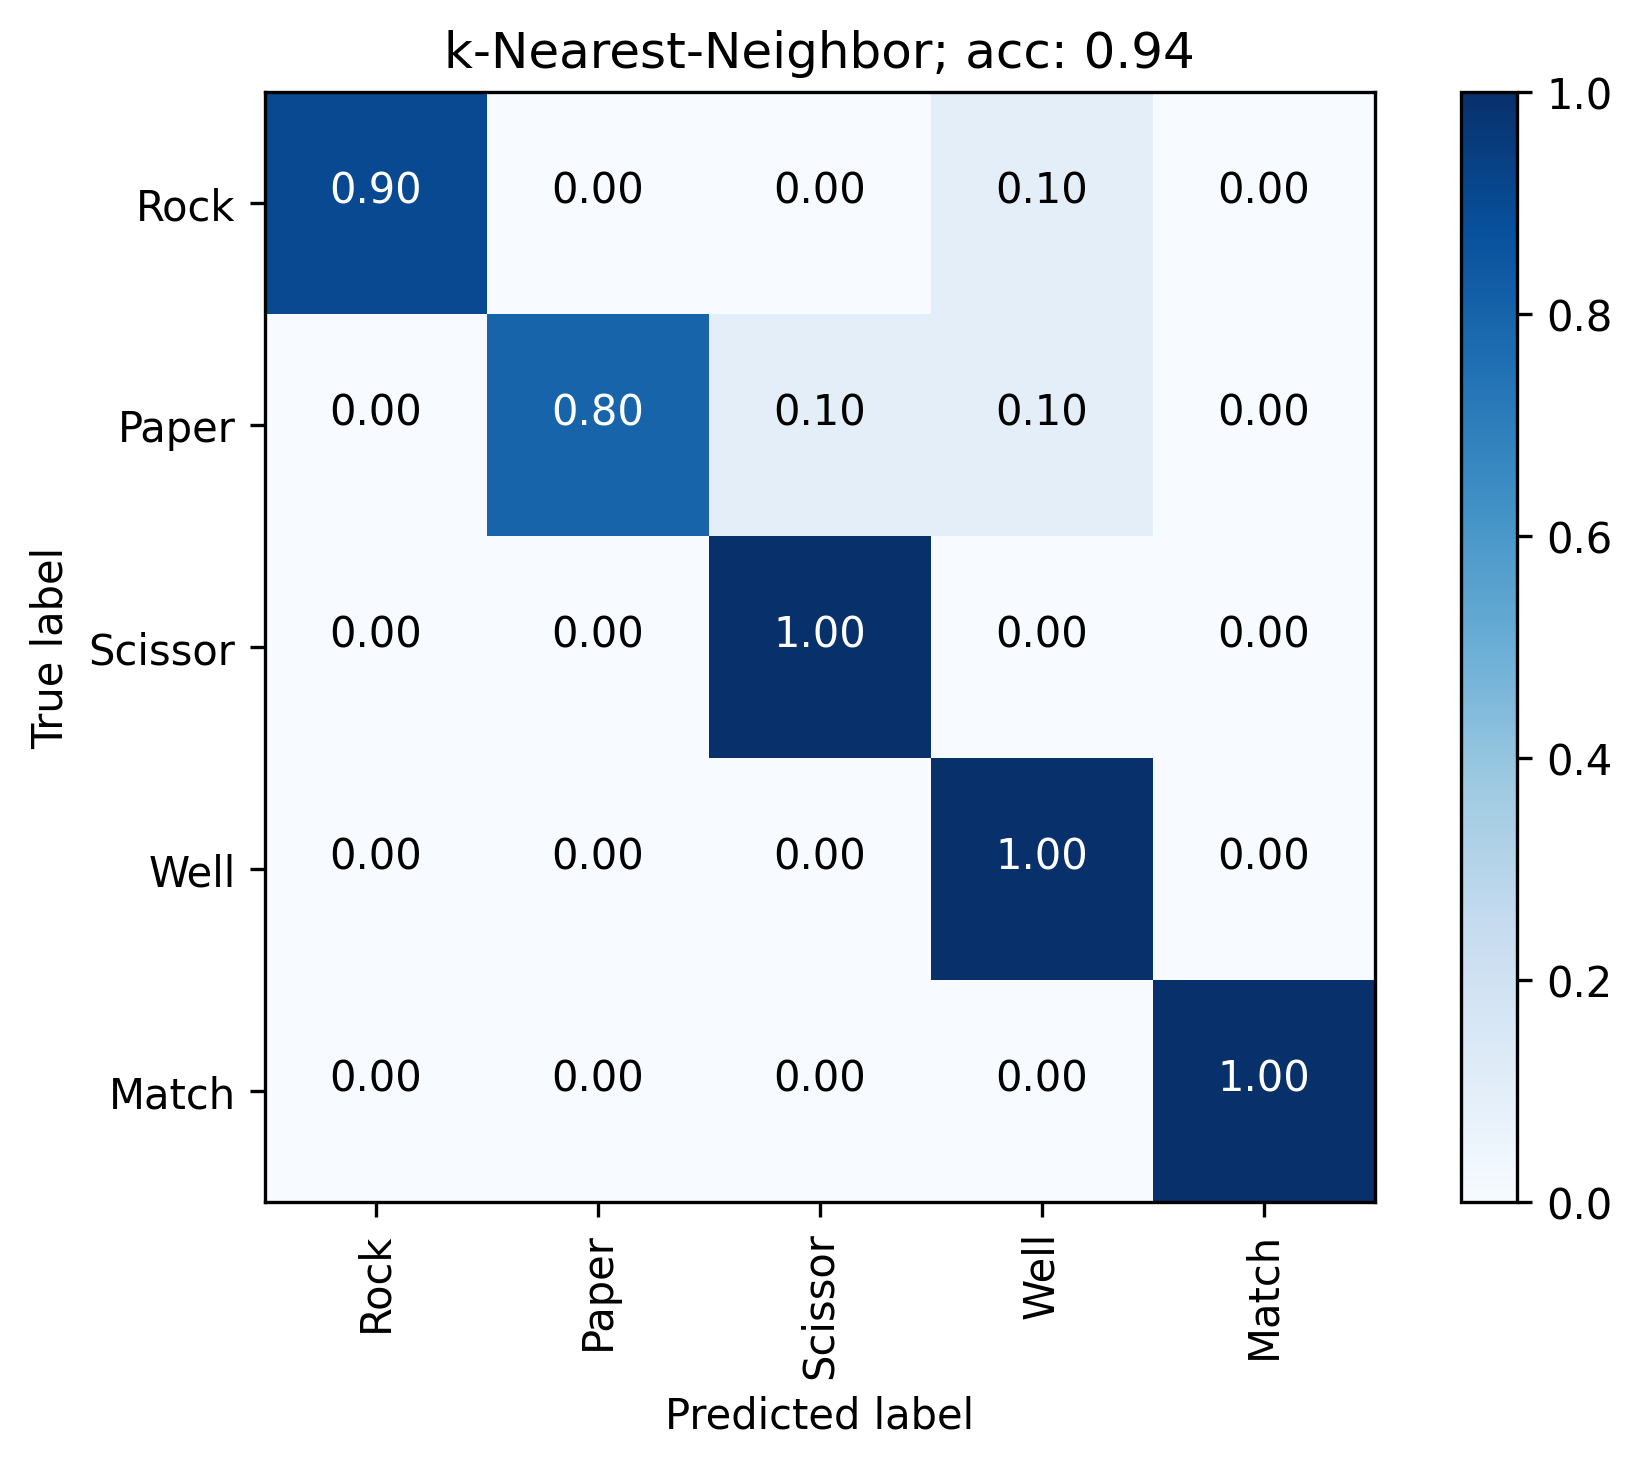 k-Nearest-Neighbor; acc: 0.94
Rock 0.90 0.00 0.00 0.10 0.00
Paper 0.00 0.80 0.10 0.10 0.00
Scissor 0.00 0.00 1.00 0.00 0.00
Well 0.00 0.00 0.00 1.00 0.00
Match 0.00 0.00 0.00 0.00 1.00
True label
Rock Paper Scissor Well Match
Predicted label
1.0
0.8
0.6
0.4
0.2
0.0